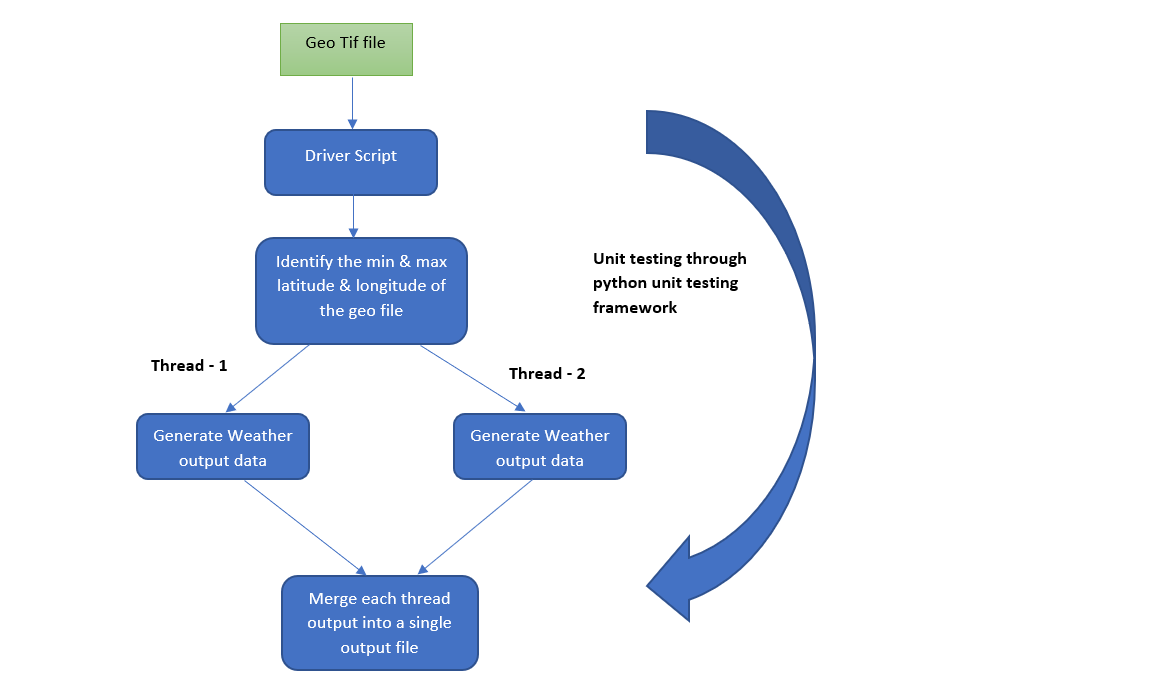 Geo Tif file
Driver Script
Identify the min & max
latitude & longitude of
the geo file
Unit testing through
python unit testing
framework
Thread - 1
Thread - 2
Generate Weather
output data
Generate Weather
output data
Merge each thread
output into a single
output file